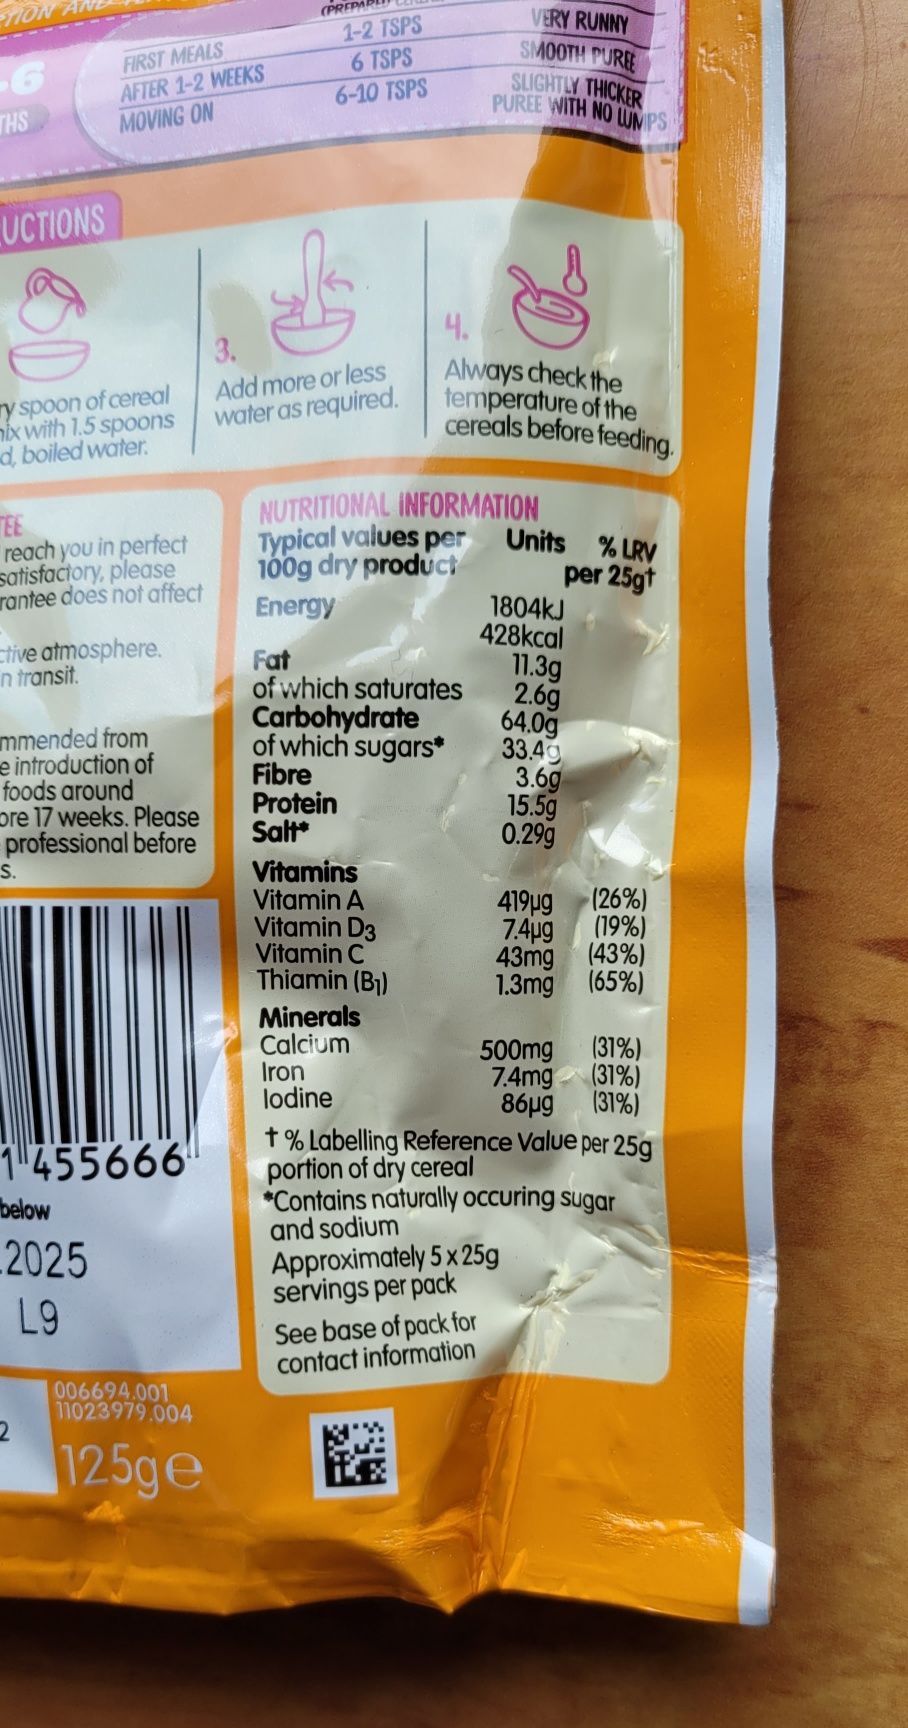 TION AND
(PREPARED
FIRST MEALS 1-2 TSPS VERY RUNNY
AFTER 1-2 WEEKS 6 TSPS SMOOTH PUREE
MOVING ON 6-10 TSPS SLIGHTLY THICKER
PUREE WITH NO LUMPS
-6
THS
UCTIONS
ry spoon of cereal
ix with 1.5 spoons
d, boiled water.
3.
Add more or less
water as required.
4.
Always check the
temperature of the
cereals before feeding.
TEE
reach you in perfect
satisfactory, please
rantee does not affect
ctive atmosphere.
n transit.
mmended from
e introduction of
foods around
ore 17 weeks. Please
professional before
s.
NUTRITIONAL INFORMATION
Typical values per Units % LRV
100g dry product per 25g†
Energy 1804kJ
428kcal
Fat 11.3g
of which saturates 2.6g
Carbohydrate 64.0g
of which sugars* 33.4g
Fibre 3.6g
Protein 15.5g
Salt* 0.29g
Vitamins
Vitamin A 419µg (26%)
Vitamin D3 7.4µg (19%)
Vitamin C 43mg (43%)
Thiamin (B1) 1.3mg (65%)
Minerals
Calcium 500mg (31%)
Iron 7.4mg (31%)
Iodine 86µg (31%)
† % Labelling Reference Value per 25g
portion of dry cereal
*Contains naturally occuring sugar
and sodium
Approximately 5 x 25g
servings per pack
See base of pack for
contact information
1 455666
below
.2025
L9
006694.001
11023979.004
2
125g e